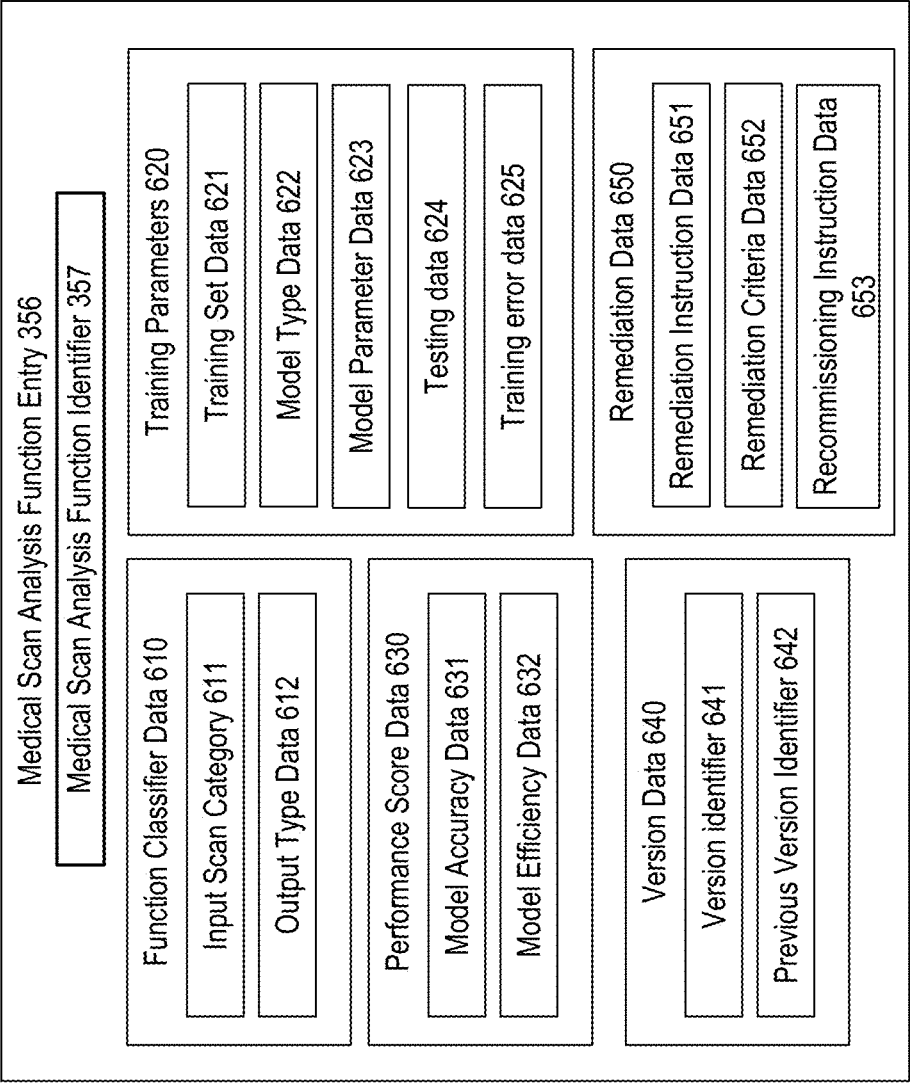 Medical Scan Analysis Function Entry 356
Medical Scan Analysis Function Identifier 357
Function Classifier Data 610
Input Scan Category 611
Output Type Data 612
Performance Score Data 630
Model Accuracy Data 631
Model Efficiency Data 632
Version Data 640
Version identifier 641
Previous Version Identifier 642
Training Parameters 620
Training Set Data 621
Model Type Data 622
Model Parameter Data 623
Testing data 624
Training error data 625
Remediation Data 650
Remediation Instruction Data 651
Remediation Criteria Data 652
Recommissioning Instruction Data
653